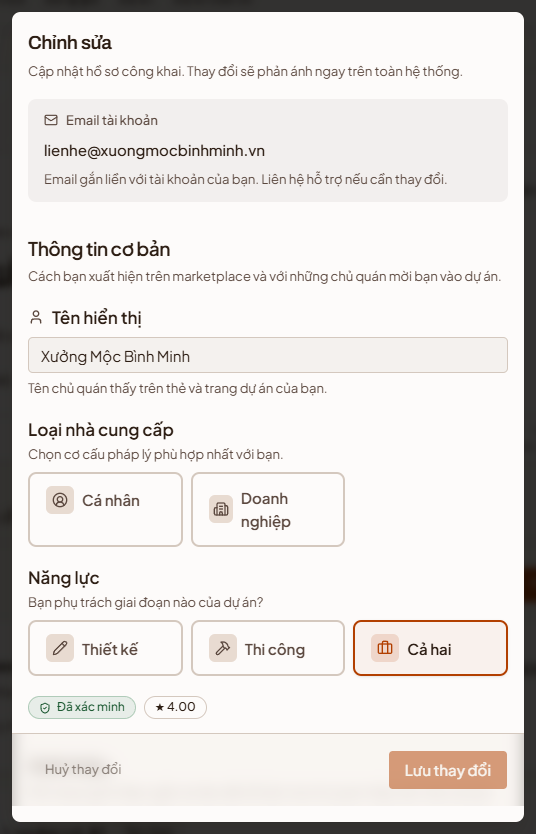 Chỉnh sửa
Cập nhật hồ sơ công khai. Thay đổi sẽ phản ánh ngay trên toàn hệ thống.
Email tài khoản
lienhe@xuongmocbinhminh.vn
Email gắn liền với tài khoản của bạn. Liên hệ hỗ trợ nếu cần thay đổi.
Thông tin cơ bản
Cách bạn xuất hiện trên marketplace và với những chủ quán mời bạn vào dự án.
Tên hiển thị
Xưởng Mộc Bình Minh
Tên chủ quán thấy trên thẻ và trang dự án của bạn.
Loại nhà cung cấp
Chọn cơ cấu pháp lý phù hợp nhất với bạn.
Cá nhân
Doanh
nghiệp
Năng lực
Bạn phụ trách giai đoạn nào của dự án?
Thiết kế
Thi công
Cả hai
Đã xác minh
★ 4.00
Huỷ thay đổi
Lưu thay đổi